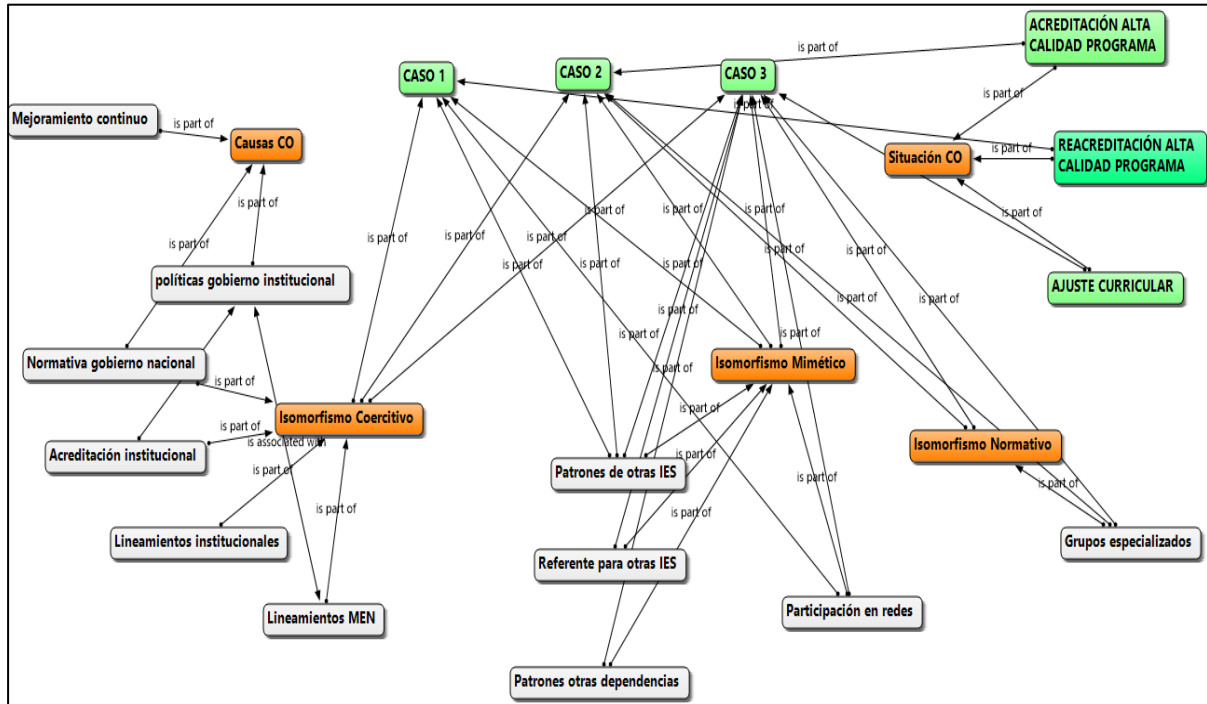 ACREDITACIÓN ALTA
CALIDAD PROGRAMA
is part of
CASO 1
CASO 2
CASO 3
is part of
is part of
Mejoramiento continuo
is part of
Causas CO
Situación CO
is part of
REACREDITACIÓN ALTA
CALIDAD PROGRAMA
is part of
is part of
is part of
is part of
is part of
is part of
is part of
is part of
is part of
is part of
políticas gobierno institucional
is part of
is part of
is part of
AJUSTE CURRICULAR
is part of
is part of
is part of
Normativa gobierno nacional
is part of
is part of
is part of
Isomorfismo Mimético
Isomorfismo Coercitivo
is part of
is part of
is associated with
Isomorfismo Normativo
Acreditación institucional
is part of
is part of
Patrones de otras IES
is part of
is part of
is part of
is part of
Lineamientos institucionales
Grupos especializados
Referente para otras IES
Lineamientos MEN
Participación en redes
Patrones otras dependencias